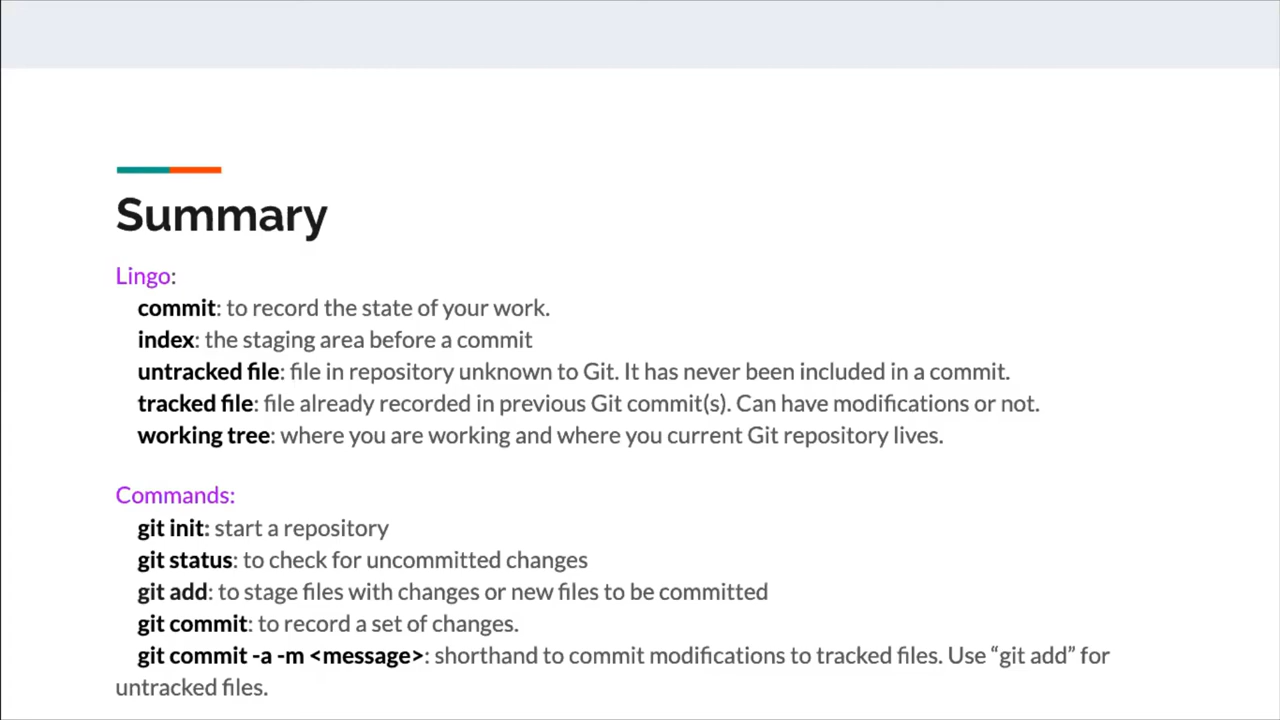 Summary
Lingo:
commit: to record the state of your work.
index: the staging area before a commit
untracked file: file in repository unknown to Git. It has never been included in a commit.
tracked file: file already recorded in previous Git commit(s). Can have modifications or not.
working tree: where you are working and where you current Git repository lives.
Commands:
git init: start a repository
git status: to check for uncommitted changes
git add: to stage files with changes or new files to be committed
git commit: to record a set of changes.
git commit -a -m <message>: shorthand to commit modifications to tracked files. Use “git add” for
untracked files.